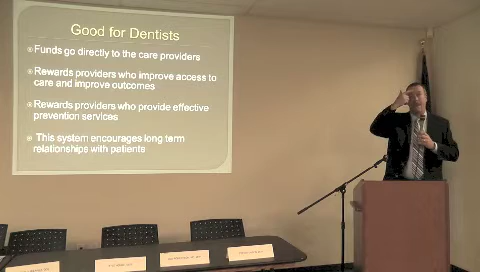 Good for Dentists
Funds go directly to the care providers
Rewards providers who improve access to
care and improve outcomes
Rewards providers who provide effective
prevention services
This system encourages long term
relationships with patients